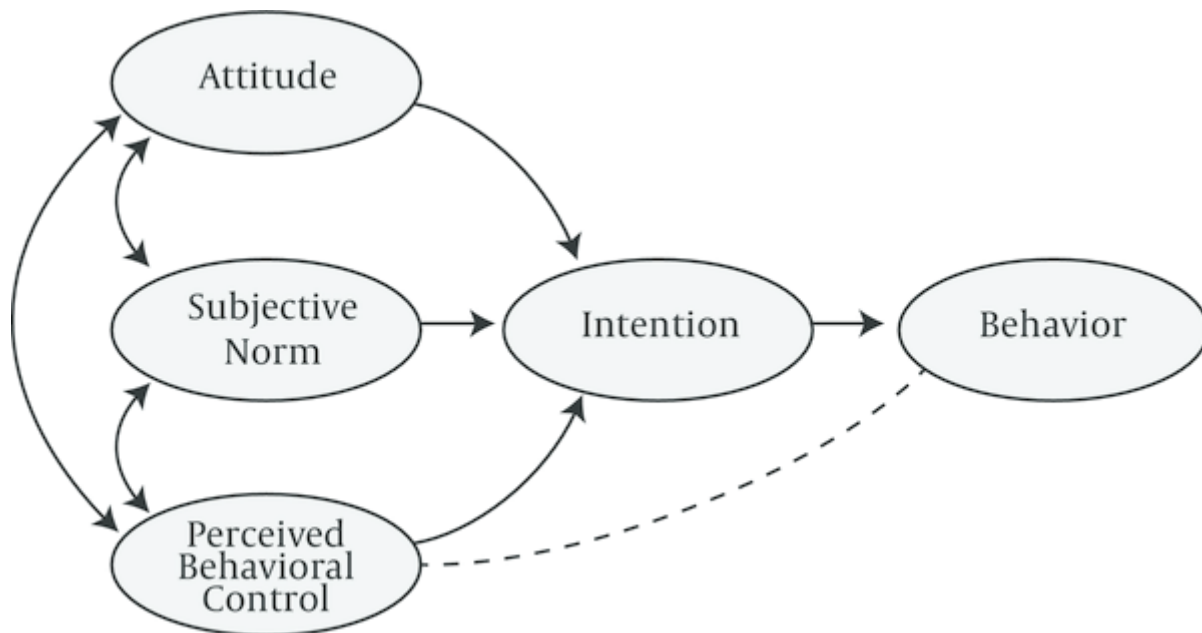 Attitude
Subjective
Norm
Intention
Behavior
Perceived
Behavioral
Control